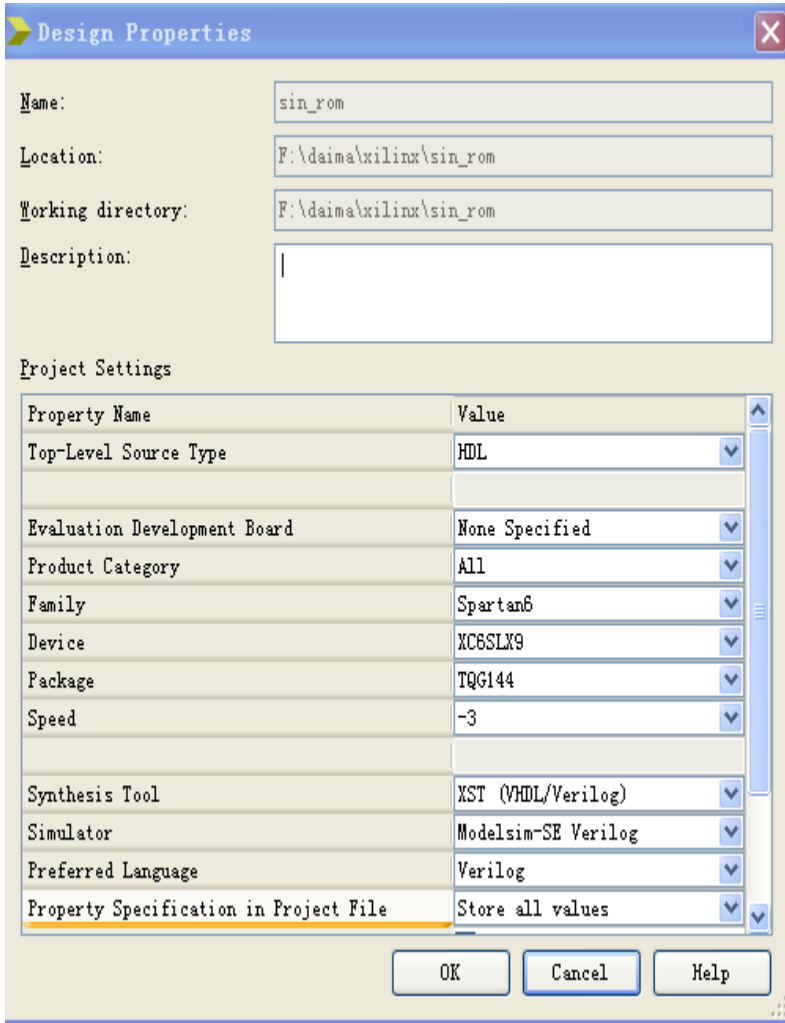 Design Properties
Name: sin_rom
Location: F:\daima\xilinx\sin_rom
Working directory: F:\daima\xilinx\sin_rom
Description:
Project Settings
Property Name Value
Top-Level Source Type HDL
Evaluation Development Board None Specified
Product Category All
Family Spartan6
Device XC6SLX9
Package TQG144
Speed -3
Synthesis Tool XST (VHDL/Verilog)
Simulator Modelsim-SE Verilog
Preferred Language Verilog
Property Specification in Project File Store all values
OK Cancel Help